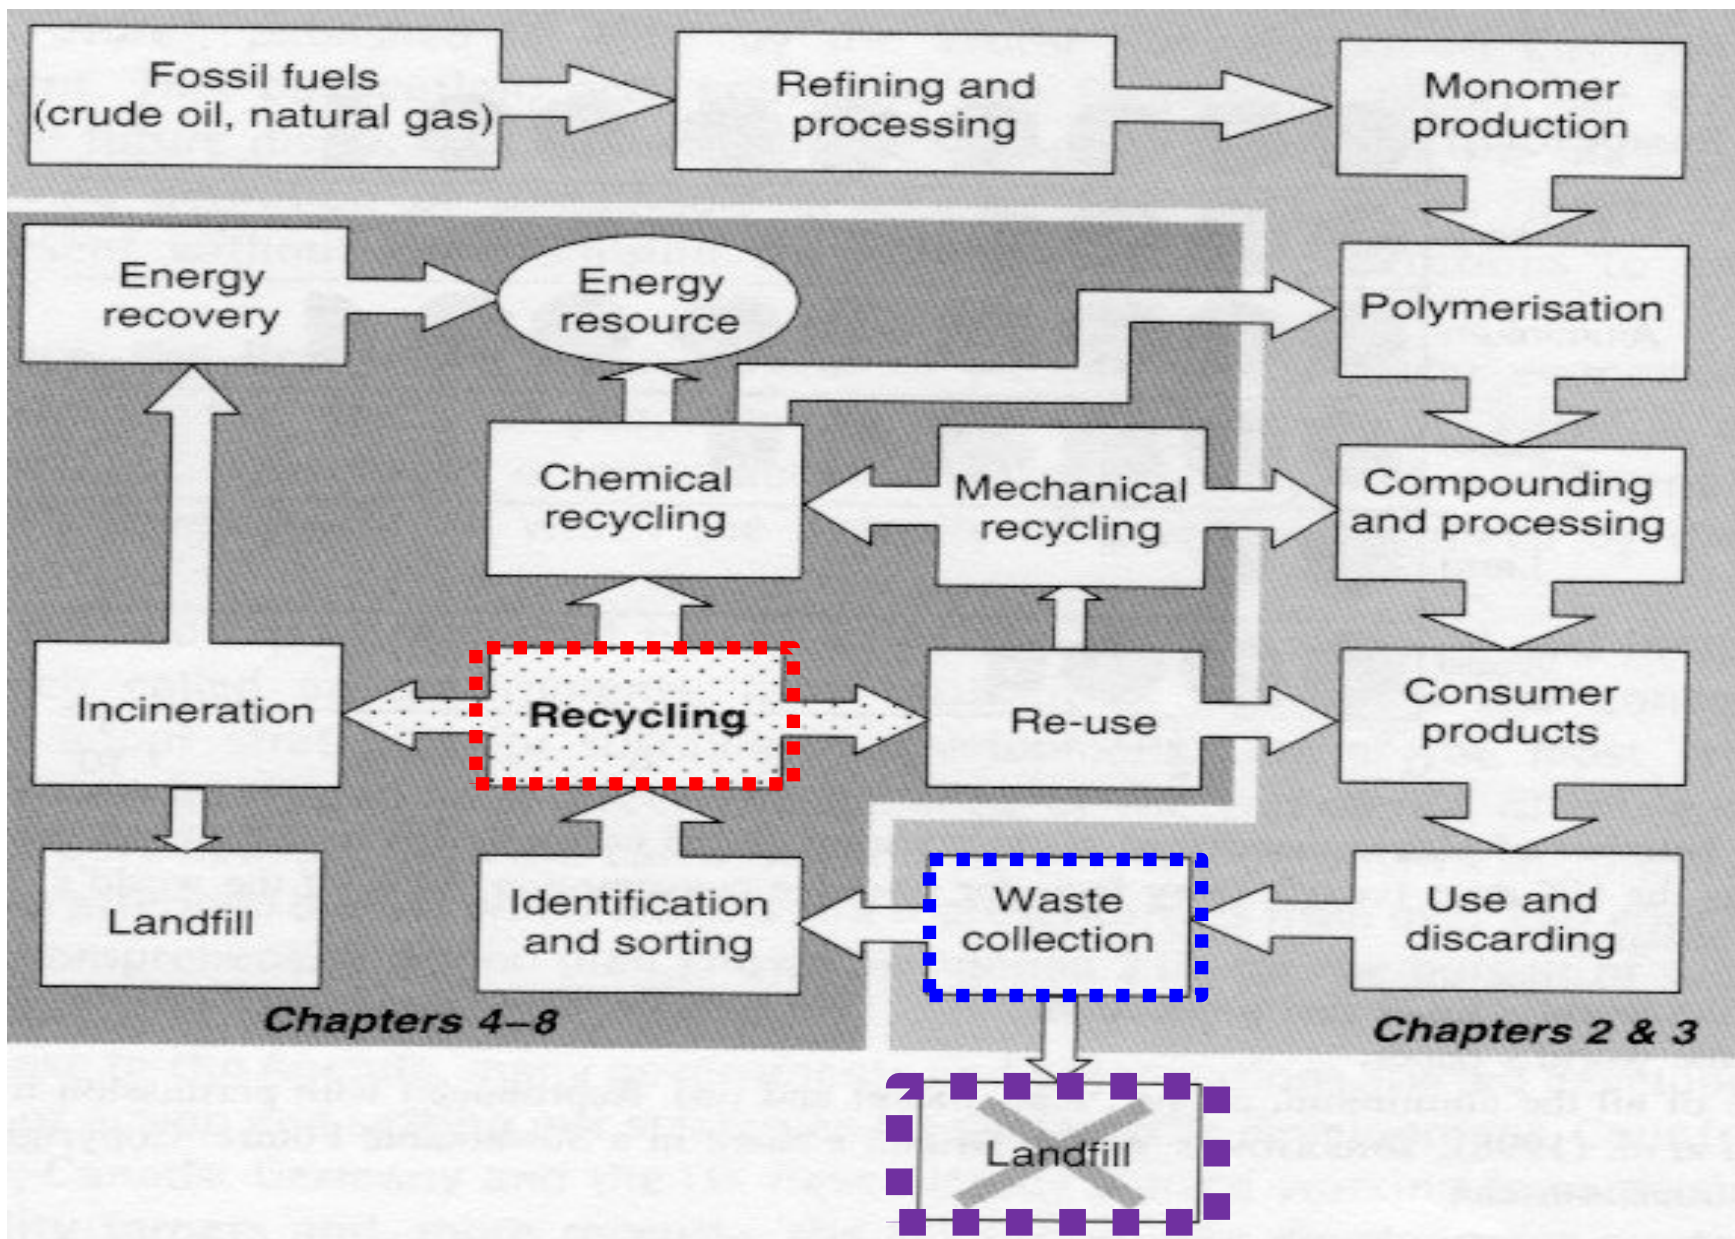 Fossil fuels
(crude oil, natural gas)
Refining and
processing
Monomer
production
Energy
recovery
Energy
resource
Polymerisation
Chemical
recycling
Mechanical
recycling
Compounding
and processing
Incineration
Recycling
Re-use
Consumer
products
Landfill
Identification
and sorting
Waste
collection
Use and
discarding
Chapters 4–8
Chapters 2 & 3
Landfill